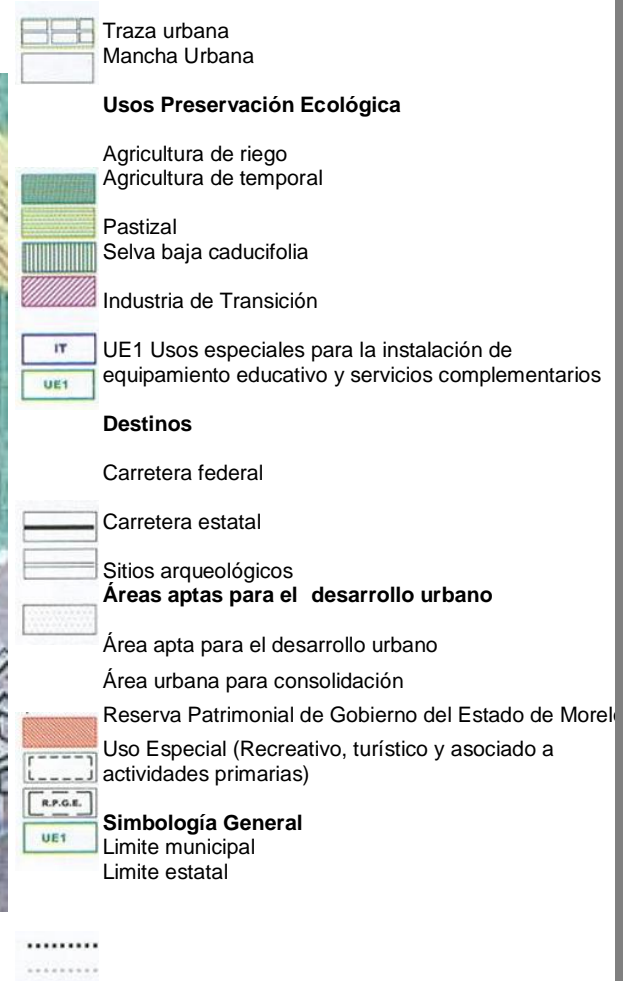 Traza urbana
Mancha Urbana
Usos Preservación Ecológica
Agricultura de riego
Agricultura de temporal
Pastizal
Selva baja caducifolia
Industria de Transición
IT
UE1 Usos especiales para la instalación de
UE1
equipamiento educativo y servicios complementarios
Destinos
Carretera federal
Carretera estatal
Sitios arqueológicos
Áreas aptas para el desarrollo urbano
Área apta para el desarrollo urbano
Área urbana para consolidación
Reserva Patrimonial de Gobierno del Estado de Morel
Uso Especial (Recreativo, turístico y asociado a
actividades primarias)
R.P.G.E.
Simbología General
UE1
Limite municipal
Limite estatal